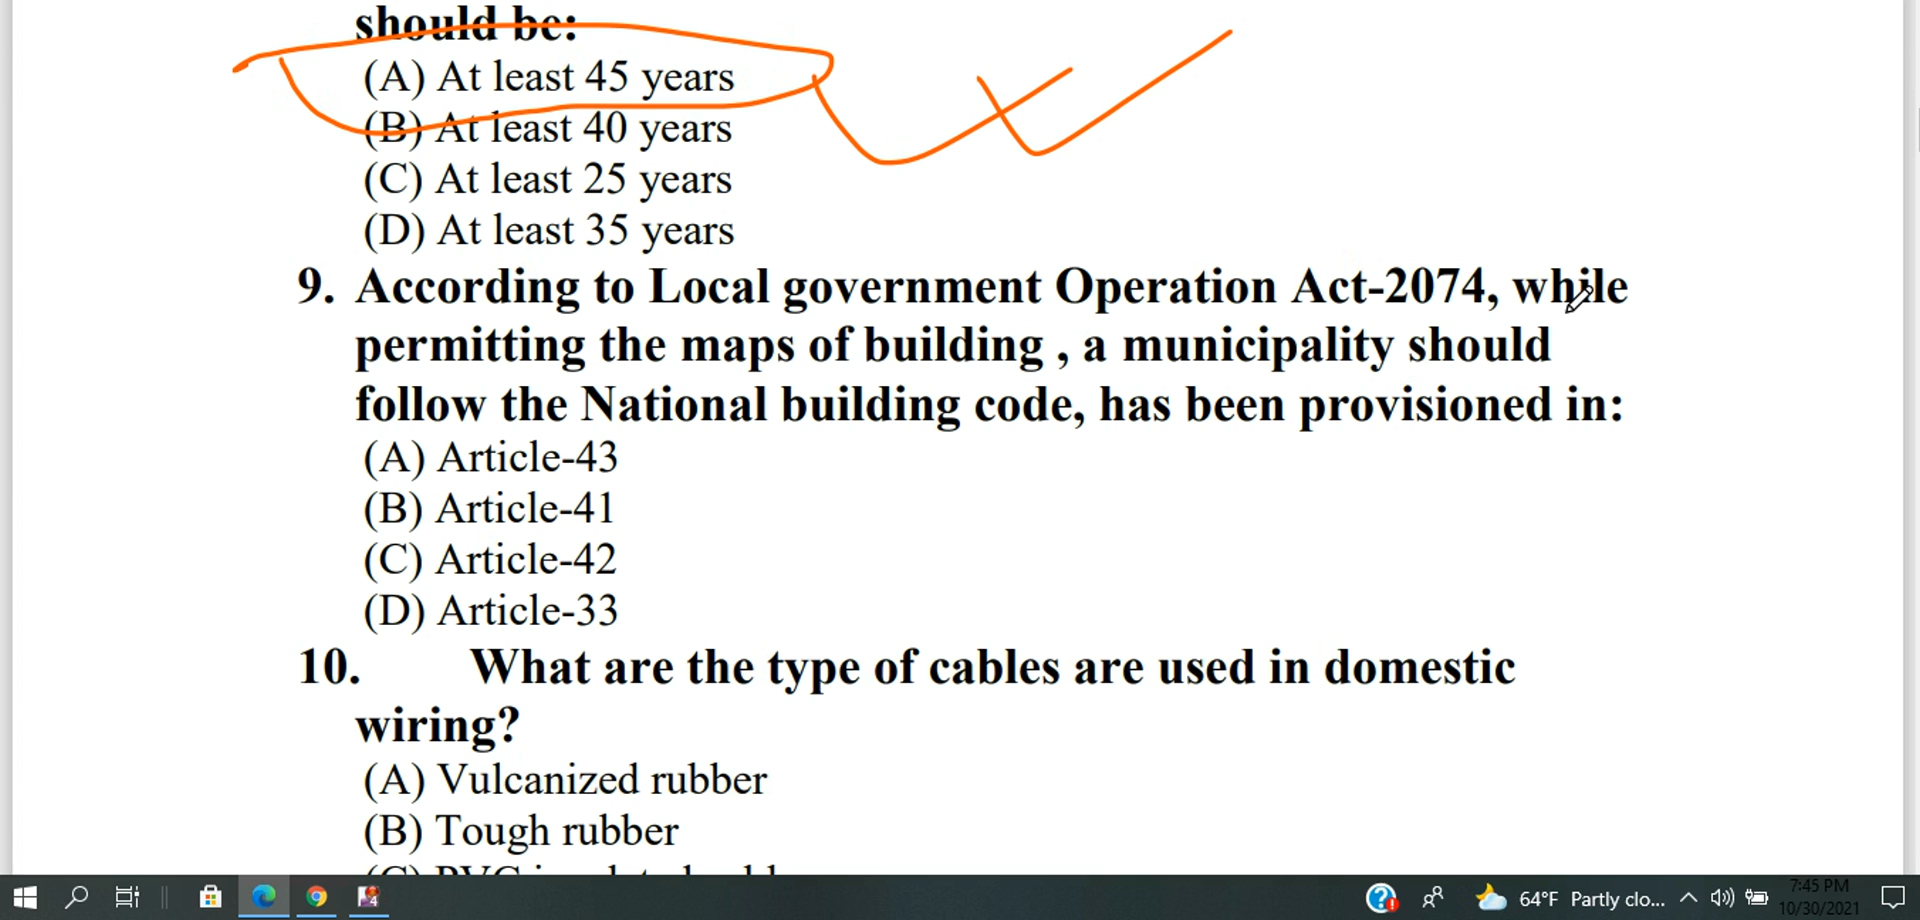 should be:
(A) At least 45 years
(B) At least 40 years
(C) At least 25 years
(D) At least 35 years
9. According to Local government Operation Act-2074, while
permitting the maps of building , a municipality should
follow the National building code, has been provisioned in:
(A) Article-43
(B) Article-41
(C) Article-42
(D) Article-33
10. What are the type of cables are used in domestic
wiring?
(A) Vulcanized rubber
(B) Tough rubber
64°F Partly clo...
7:45 PM
10/30/2021